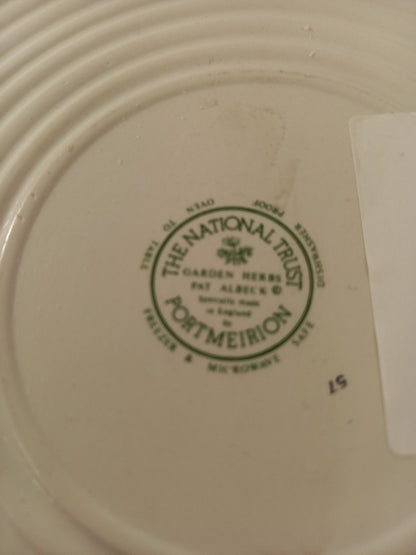 THE NATIONAL TRUST
GARDEN HERBS
PAT ALBECK ©
Specially made
in England
by
PORTMEIRION
OVEN TO TABLE
DISHWASHER PROOF
FREEZER & MICROWAVE SAFE
57